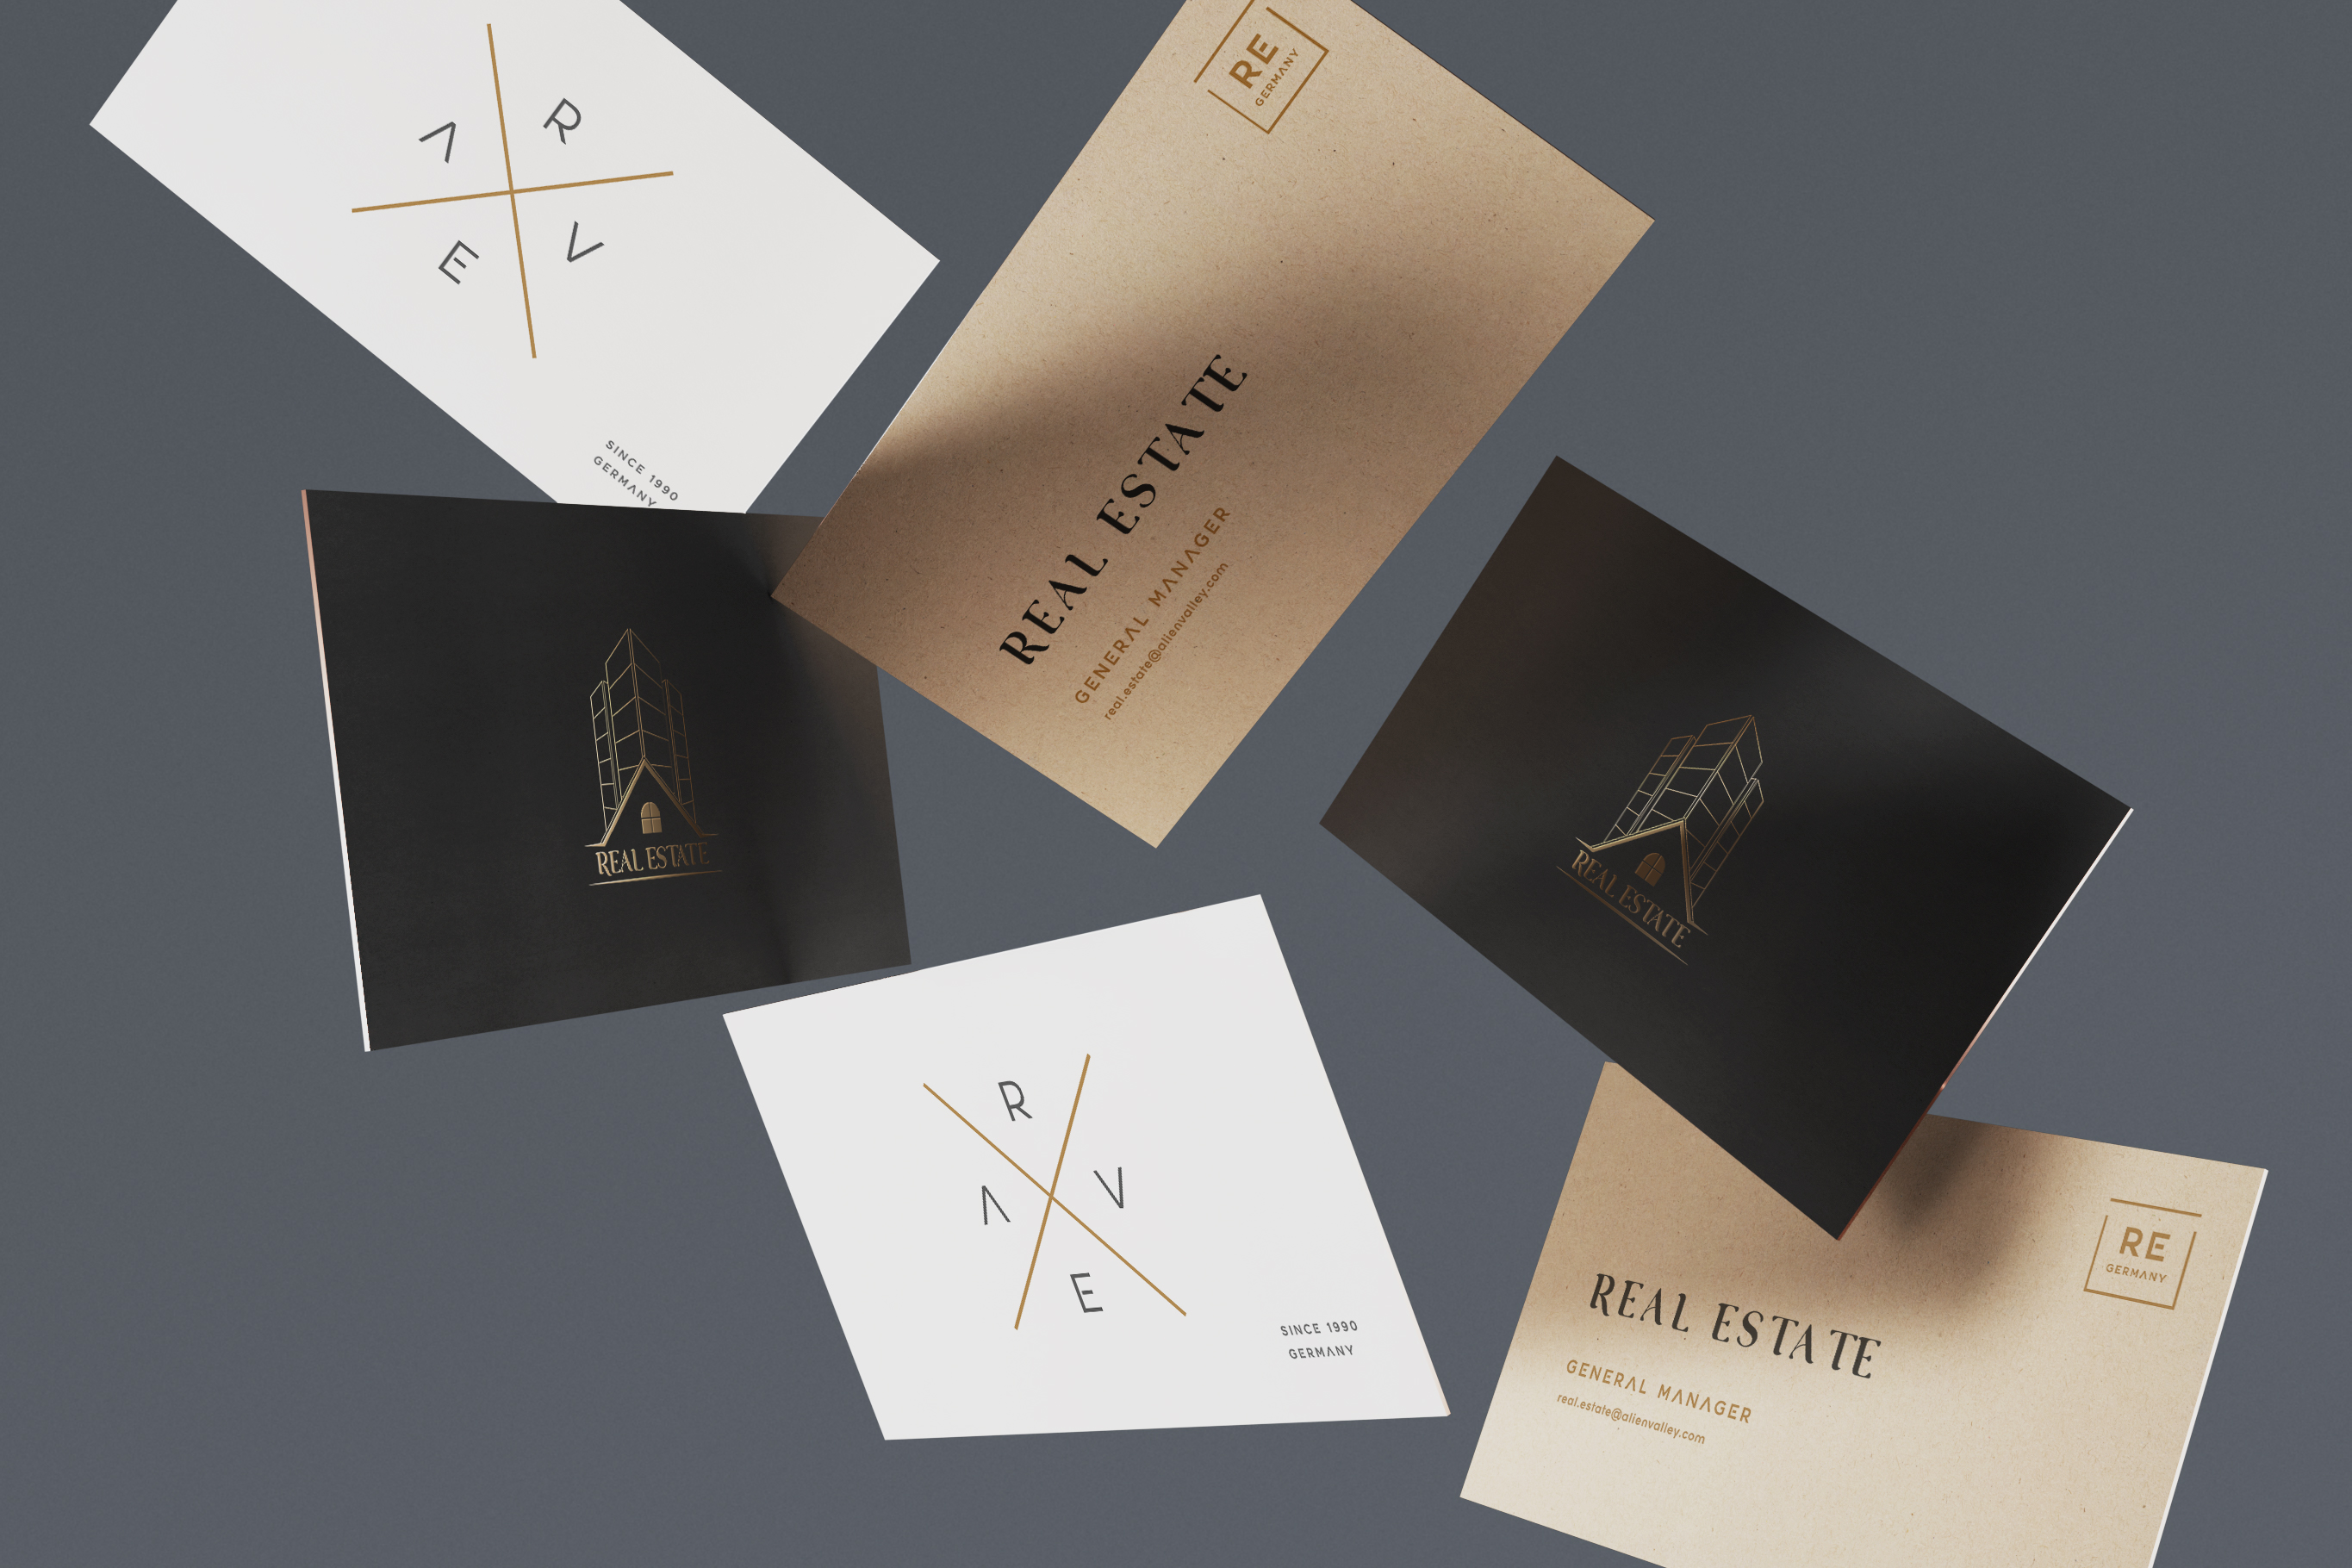 A R
E V
SINCE 1990
GERMANY
RE
GERMANY
REAL ESTATE
GENERAL MANAGER
real.estate@alienvalley.com
REAL ESTATE
REAL ESTATE
R
A V
E
SINCE 1990
GERMANY
RE
GERMANY
REAL ESTATE
GENERAL MANAGER
real.estate@alienvalley.com